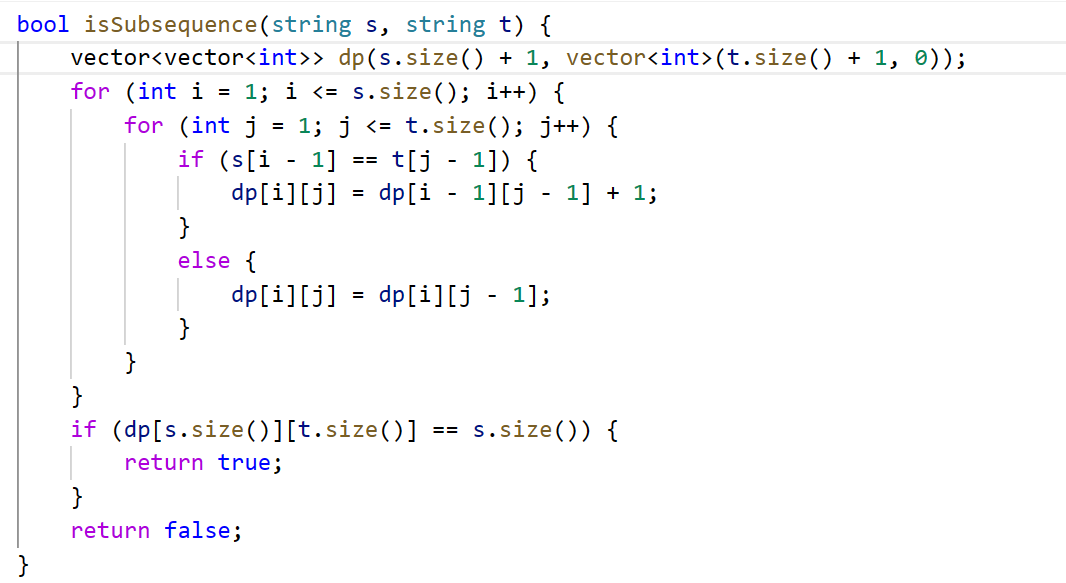 bool isSubsequence(string s, string t) {
    vector<vector<int>> dp(s.size() + 1, vector<int>(t.size() + 1, 0));
    for (int i = 1; i <= s.size(); i++) {
        for (int j = 1; j <= t.size(); j++) {
            if (s[i - 1] == t[j - 1]) {
                dp[i][j] = dp[i - 1][j - 1] + 1;
            }
            else {
                dp[i][j] = dp[i][j - 1];
            }
        }
    }
    if (dp[s.size()][t.size()] == s.size()) {
        return true;
    }
    return false;
}